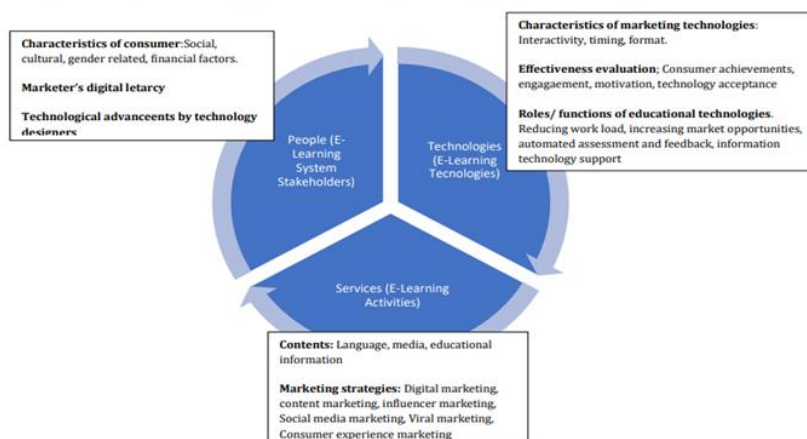 Characteristics of consumer:Social,
cultural, gender related, financial factors.
Marketer's digital letarcy
Technological advanceents by technology
designers
Characteristics of marketing technologies:
Interactivity, timing, format.
Effectiveness evaluation; Consumer achievements,
engagaement, motivation, technology acceptance
Roles/ functions of educational technologies.
Reducing work load, increasing market opportunities,
automated assessment and feedback, information
technology support
People (E-
Learning
System
Stakeholders)
Technologies
(E-Learning
Tecnologies)
Services (E-Learning
Activities)
Contents: Language, media, educational
information
Marketing strategies: Digital marketing,
content marketing, influencer marketing,
Social media marketing, Viral marketing,
Consumer experience marketing